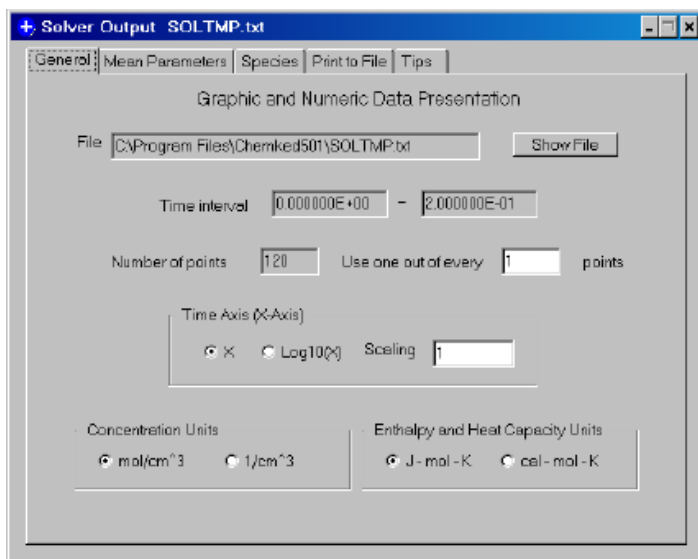 Solver Output SOLTMP.txt
General Mean Parameters Species Print to File Tips
Graphic and Numeric Data Presentation
File C:\Program Files\Chemked501\SOLTMP.txt Show File
Time interval 0.000000E+00 - 2.000000E-01
Number of points 120 Use one out of every 1 points
Time Axis (X-Axis)
X Log10(X) Scaling 1
Concentration Units Enthalpy and Heat Capacity Units
mol/cm^3 1/cm^3 J - mol - K cal - mol - K